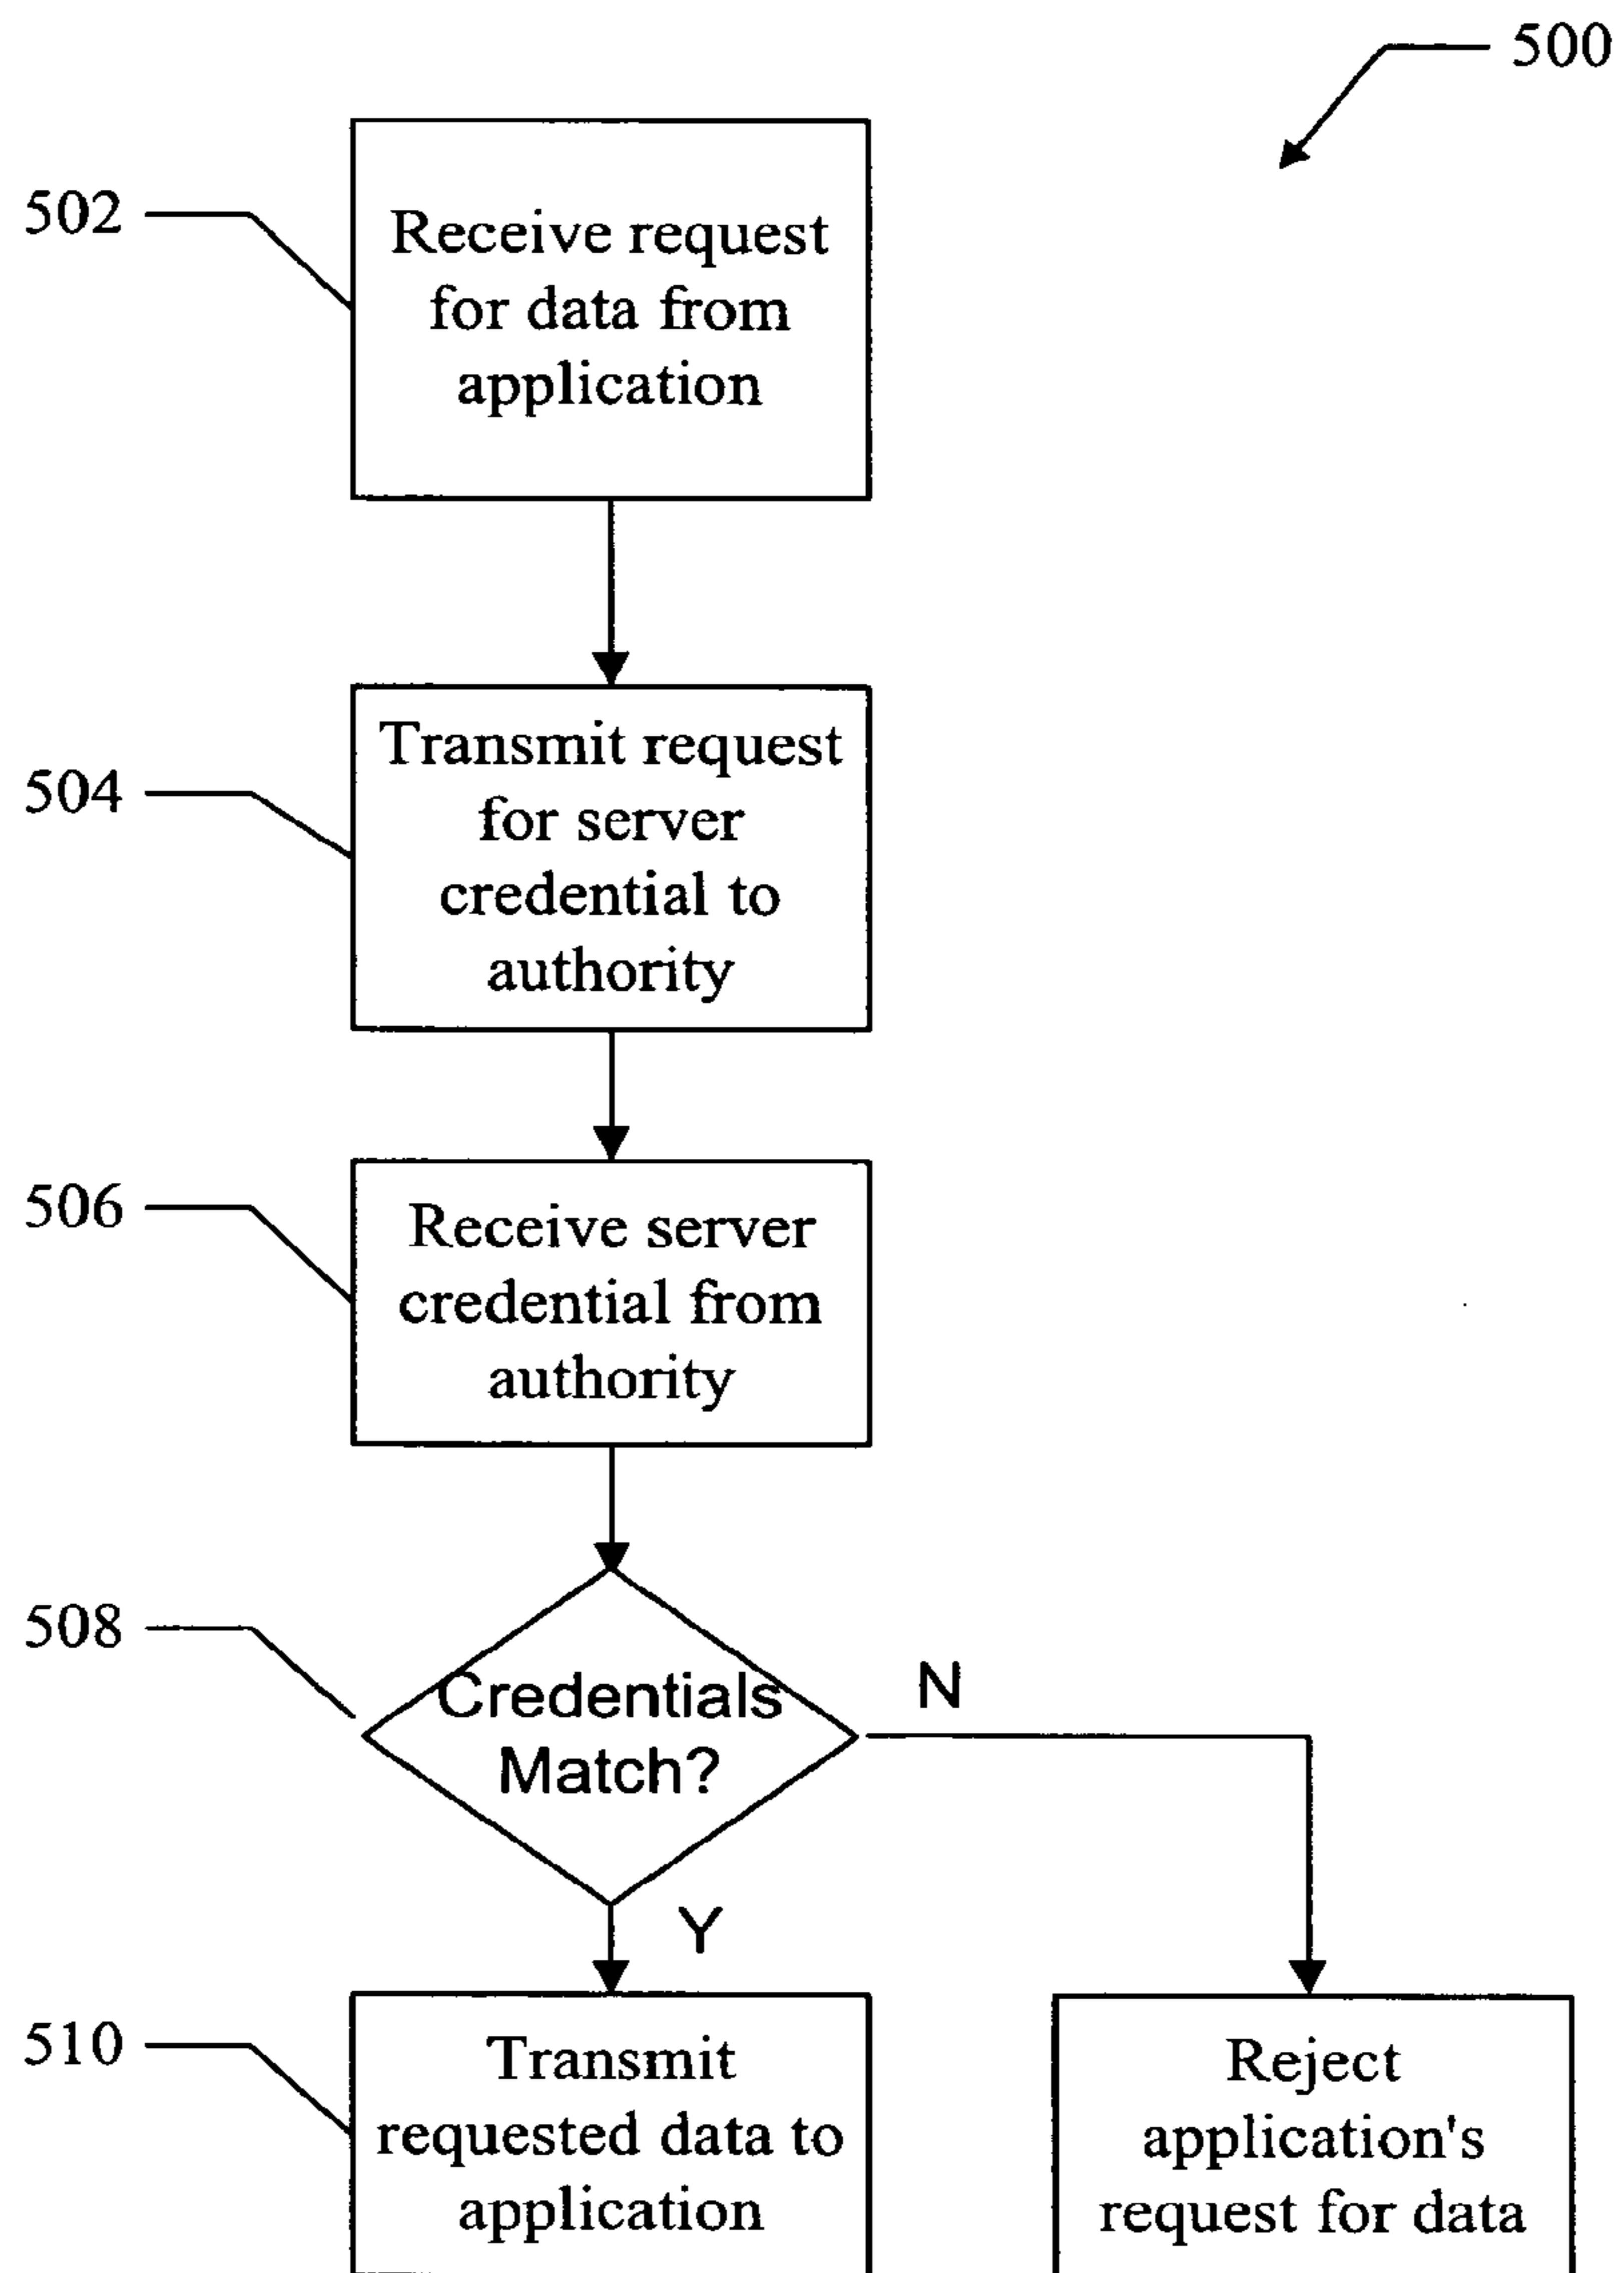 500
502
Receive request
for data from
application
504
Transmit request
for server
credential to
authority
506
Receive server
credential from
authority
508
Credentials
Match?
N
Y
510
Transmit
requested data to
application
Reject
application's
request for data